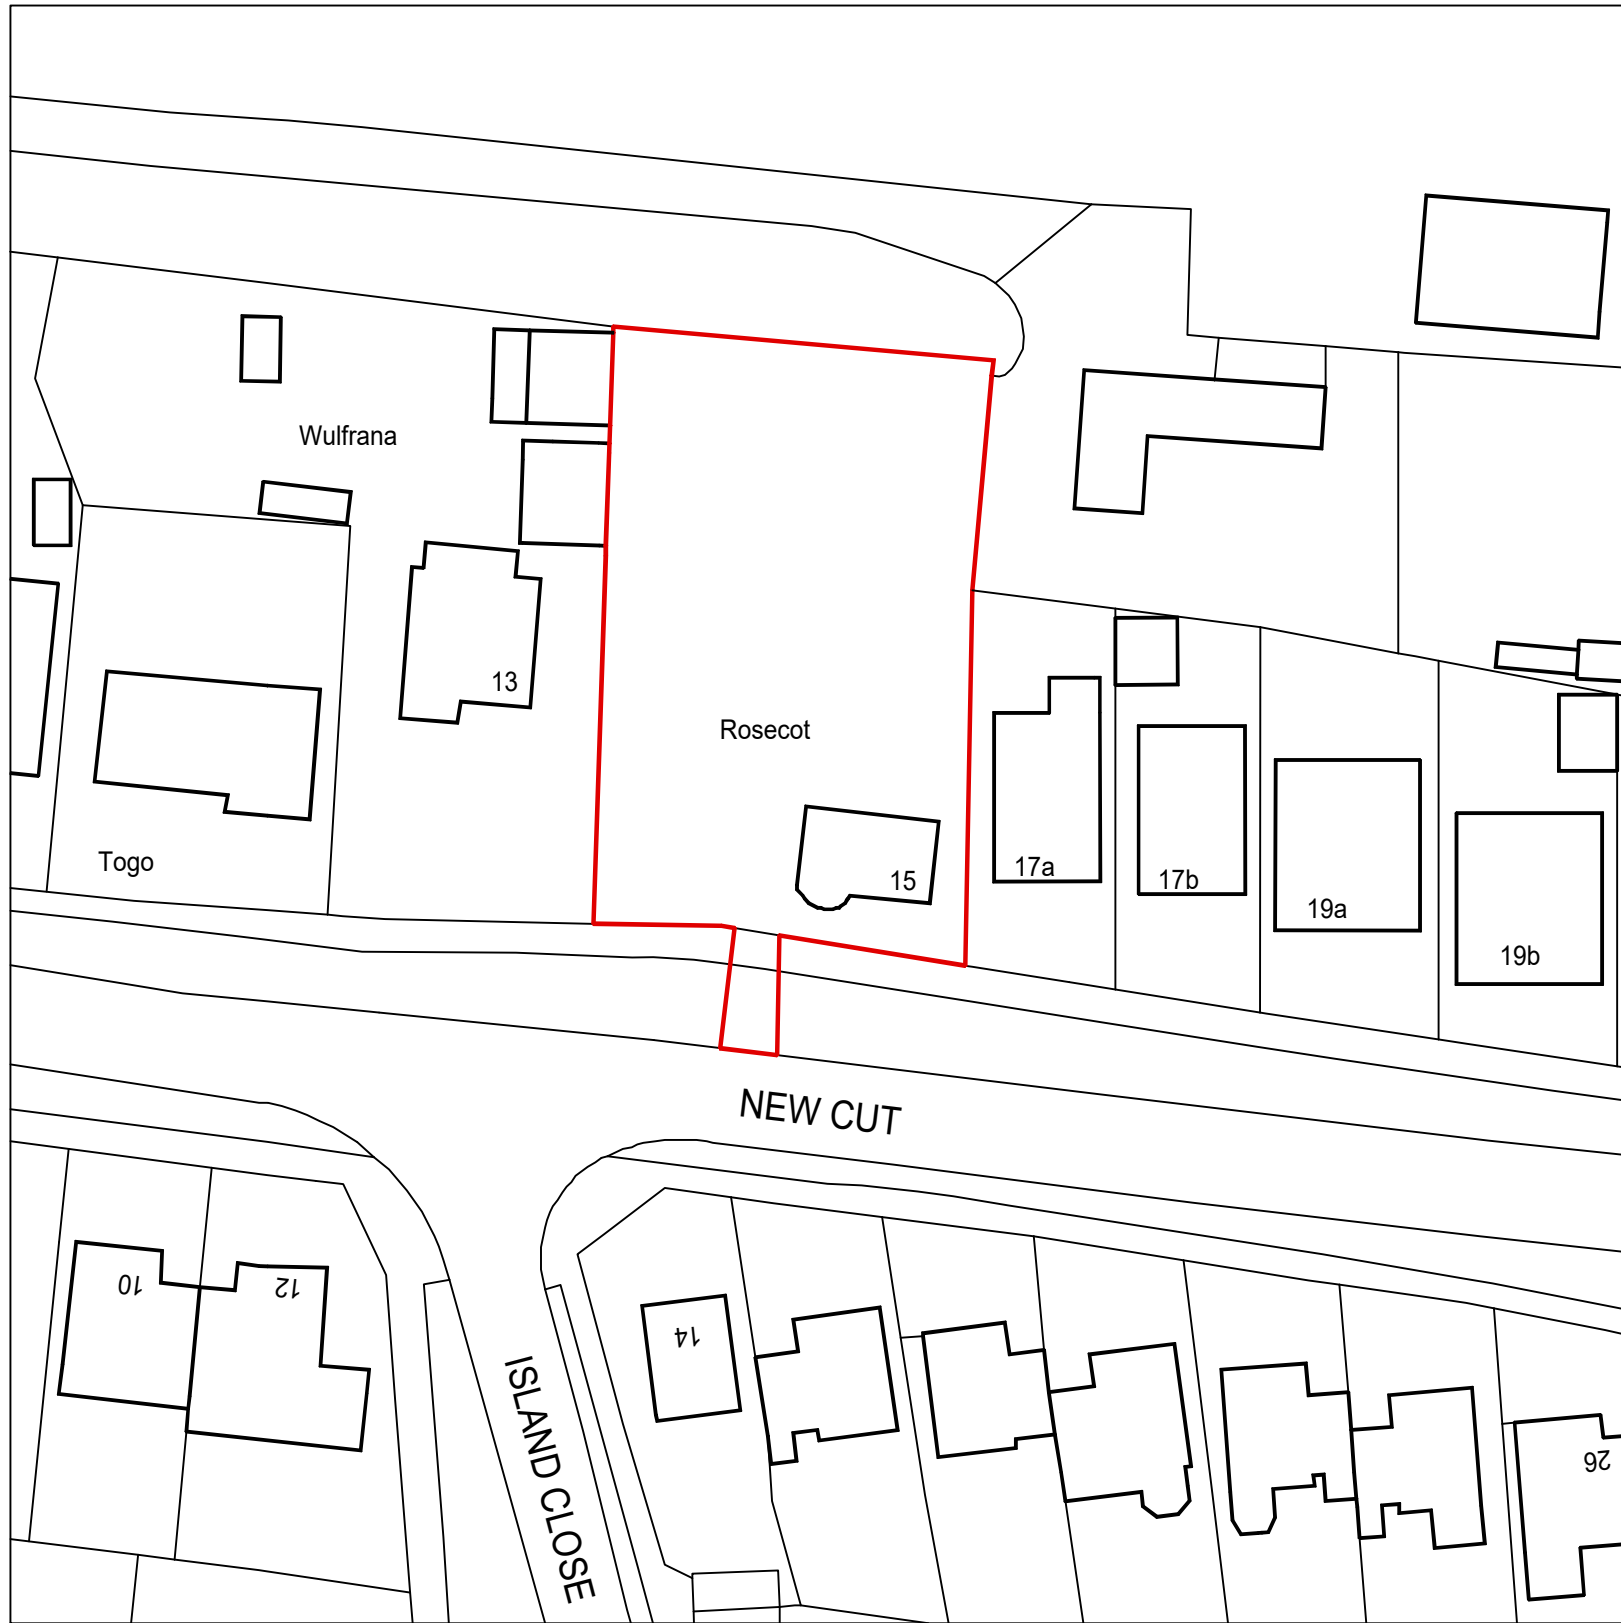 Wulfrana
13
Rosecot
Togo
15
17a
17b
19a
19b
NEW CUT
10
12
14
ISLAND CLOSE
26